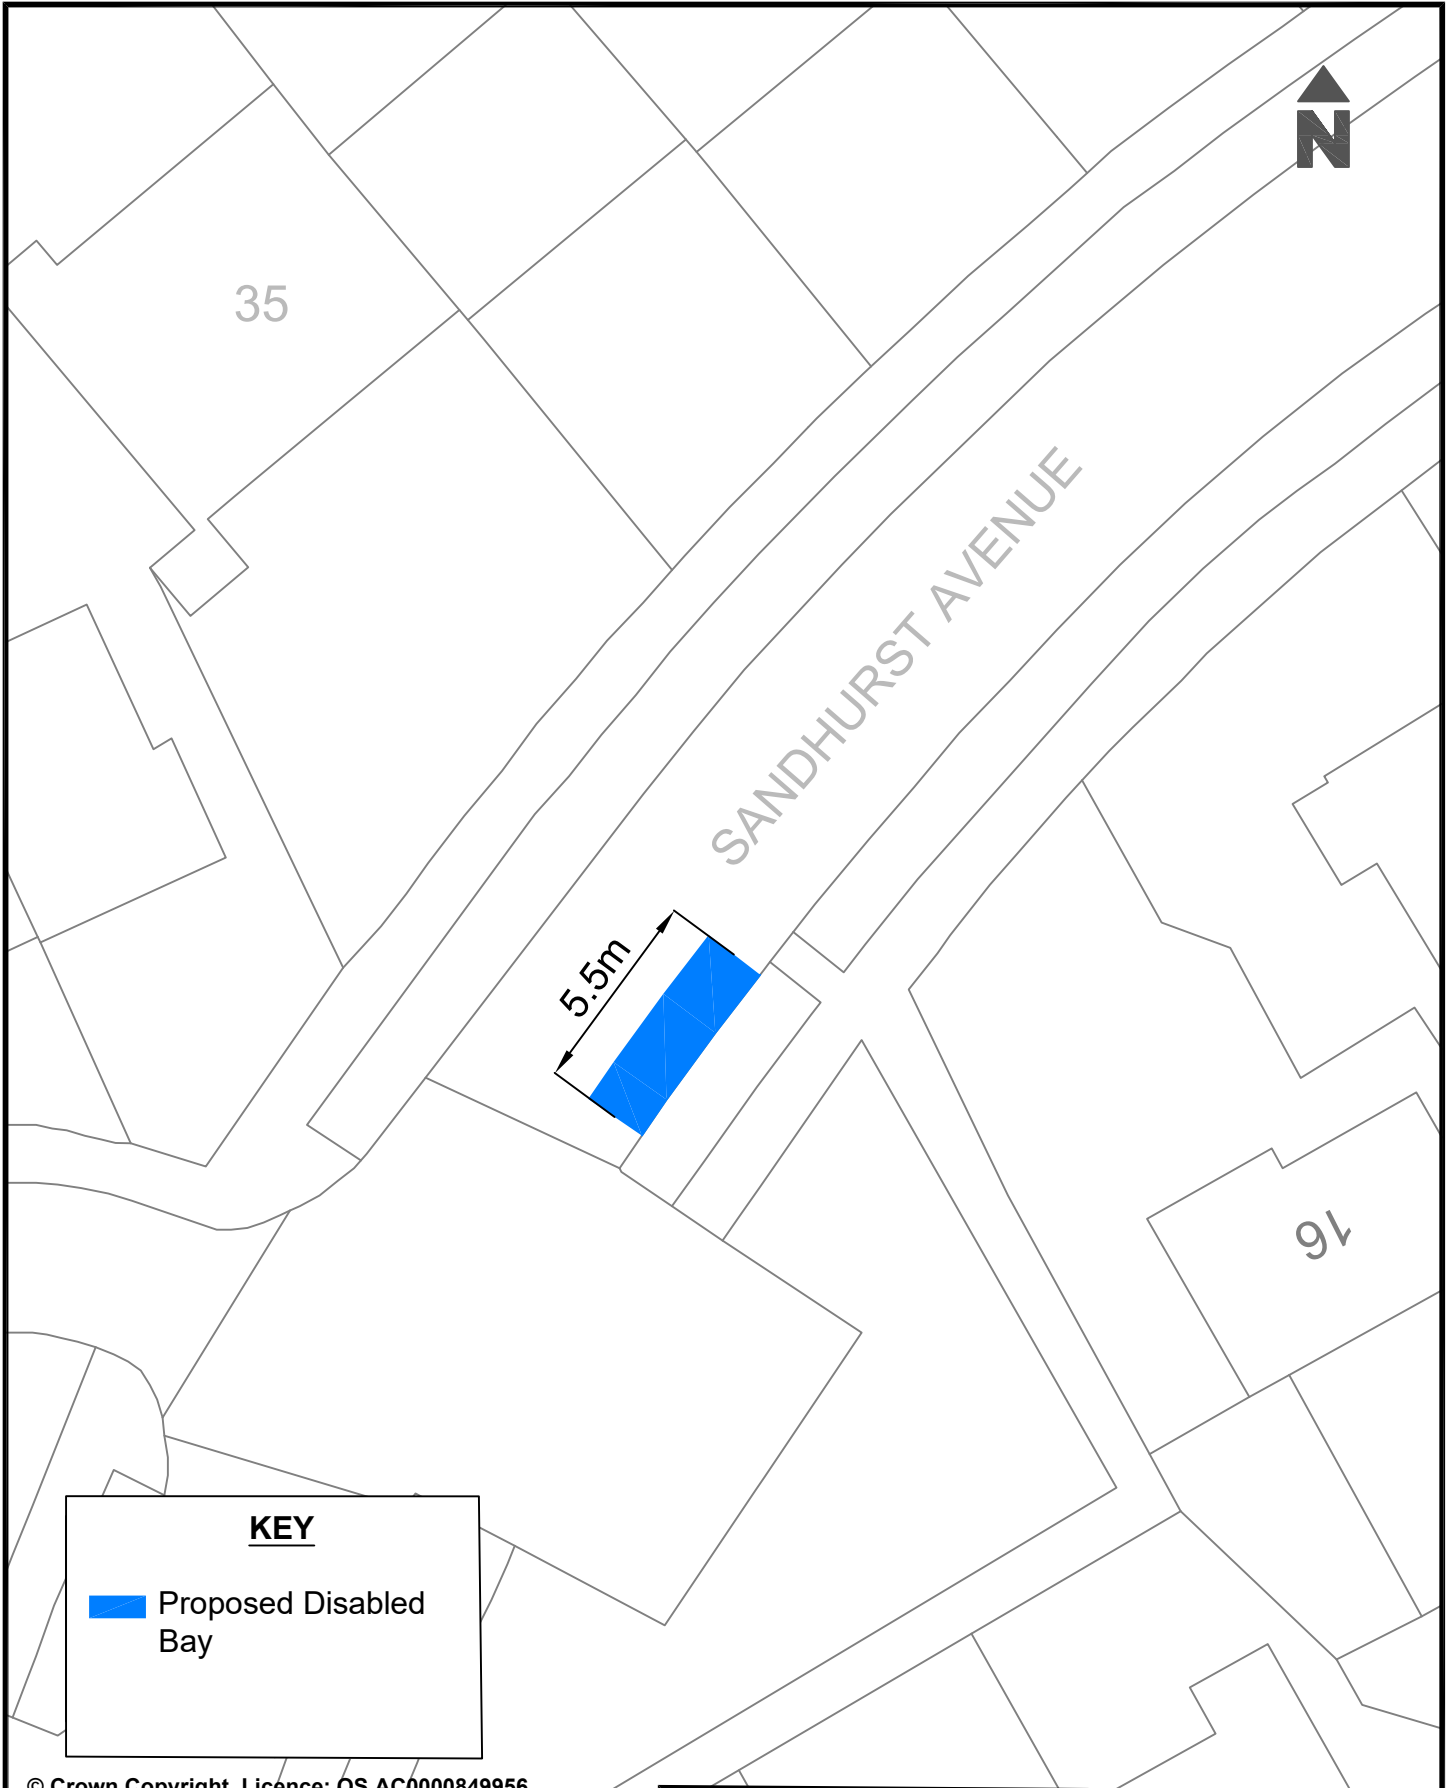 N
35
SANDHURST AVENUE
5.5m
16
KEY
Proposed Disabled
Bay
© Crown Copyright. Licence: OS AC0000849956